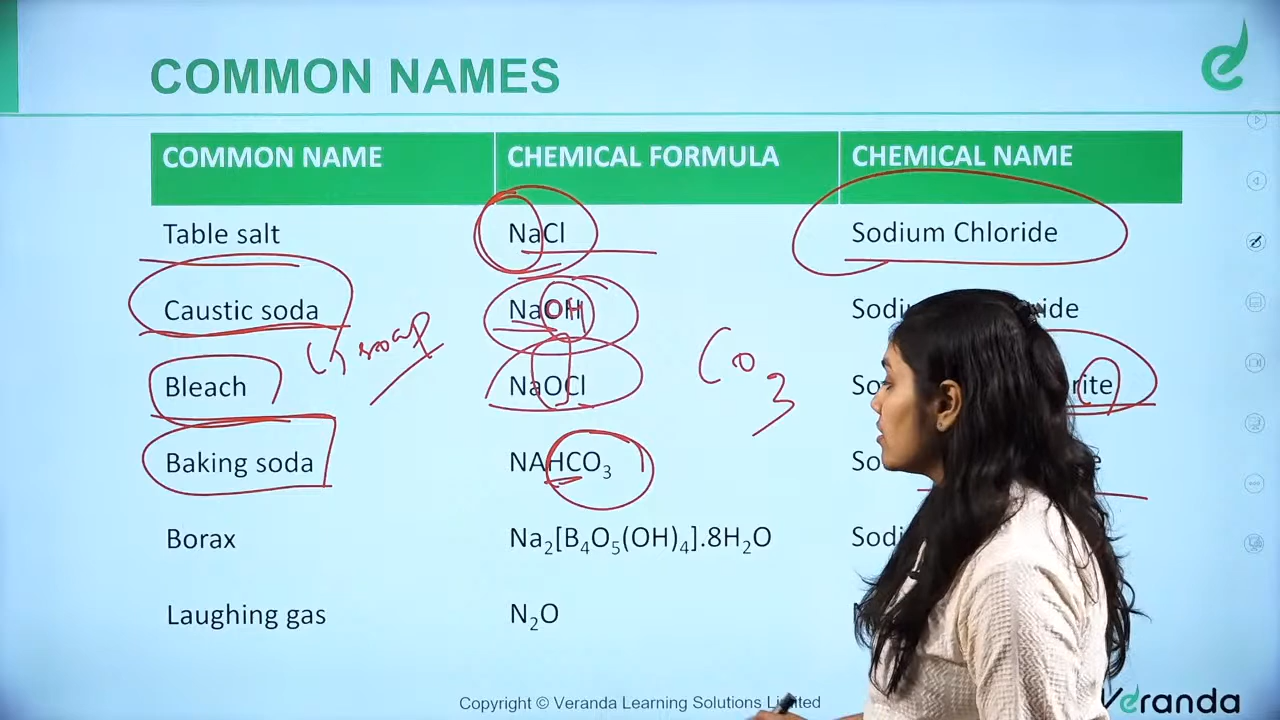 COMMON NAMES
COMMON NAME CHEMICAL FORMULA CHEMICAL NAME
Table salt NaCl Sodium Chloride
Caustic soda NaOH
soap
Bleach NaOCl
CO3
Baking soda NAHCO₃
Borax Na₂[B₄O₅(OH)₄].8H₂O
Laughing gas N₂O
Copyright © Veranda Learning Solutions Limited
Veranda